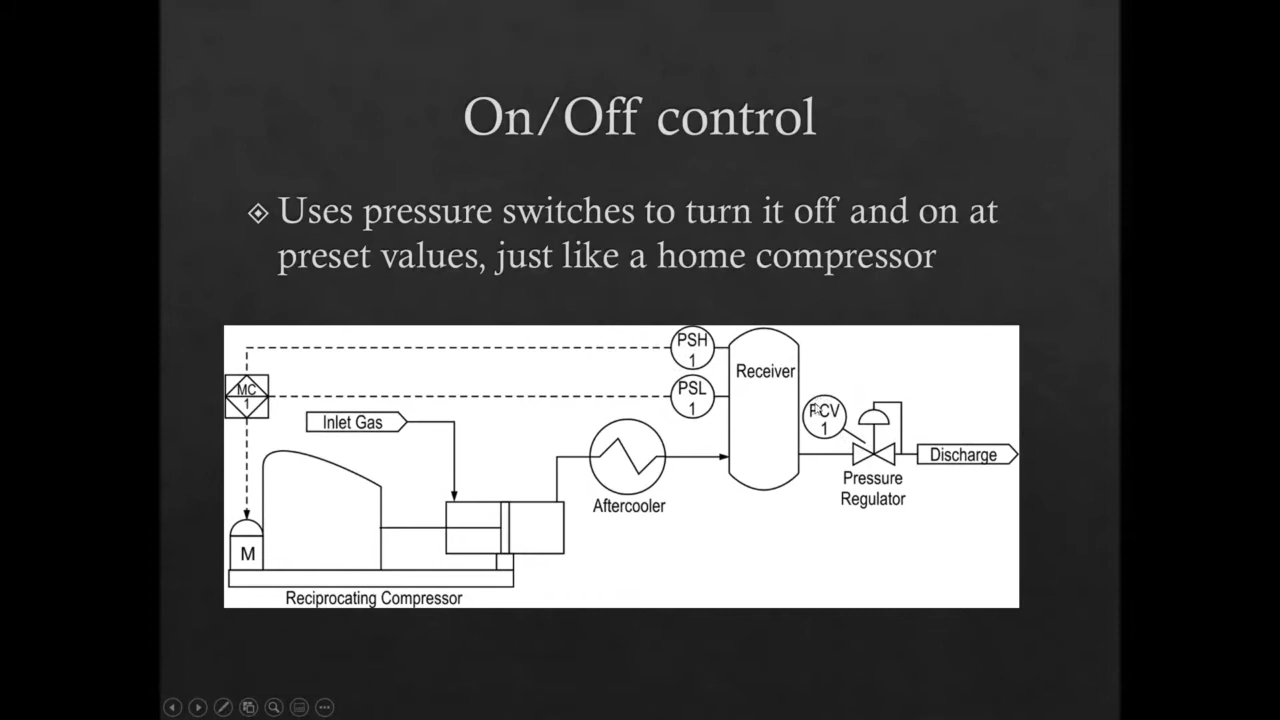 On/Off control
Uses pressure switches to turn it off and on at
preset values, just like a home compressor
PSH
1
Receiver
MC
1
PSL
1
PCV
1
Inlet Gas
Discharge
Pressure
Regulator
Aftercooler
M
Reciprocating Compressor